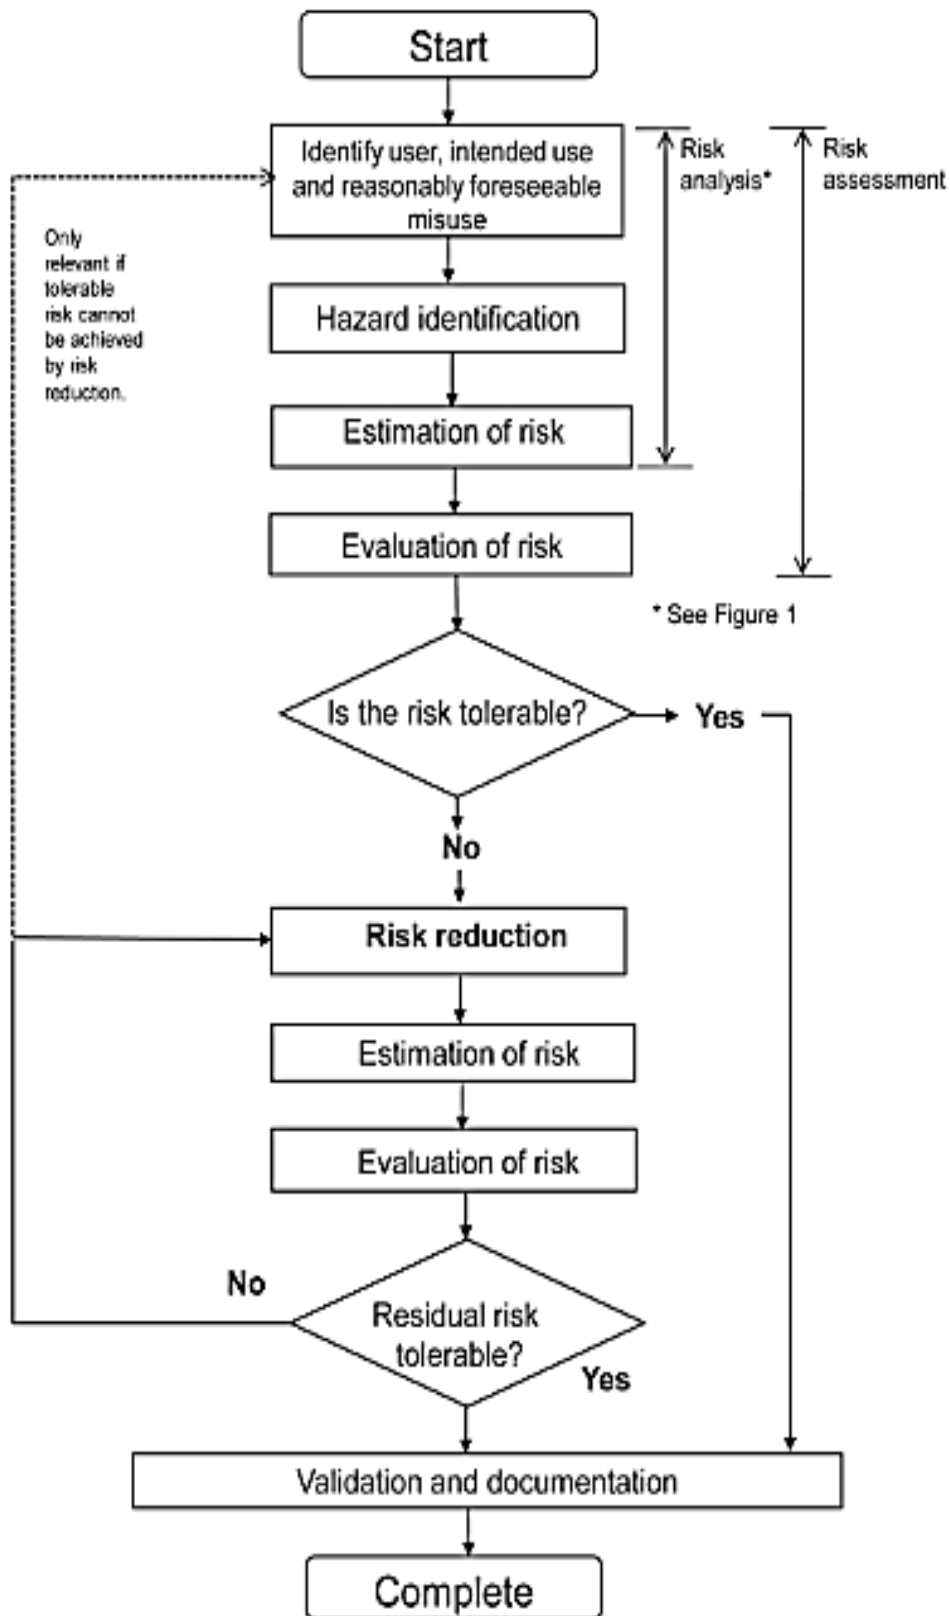 Start
Identify user, intended use
and reasonably foreseeable
misuse
Risk
analysis*
Risk
assessment
Only
relevant if
tolerable
risk cannot
be achieved
by risk
reduction.
Hazard identification
Estimation of risk
Evaluation of risk
* See Figure 1
Is the risk tolerable?
Yes
No
Risk reduction
Estimation of risk
Evaluation of risk
No
Residual risk
tolerable?
Yes
Validation and documentation
Complete